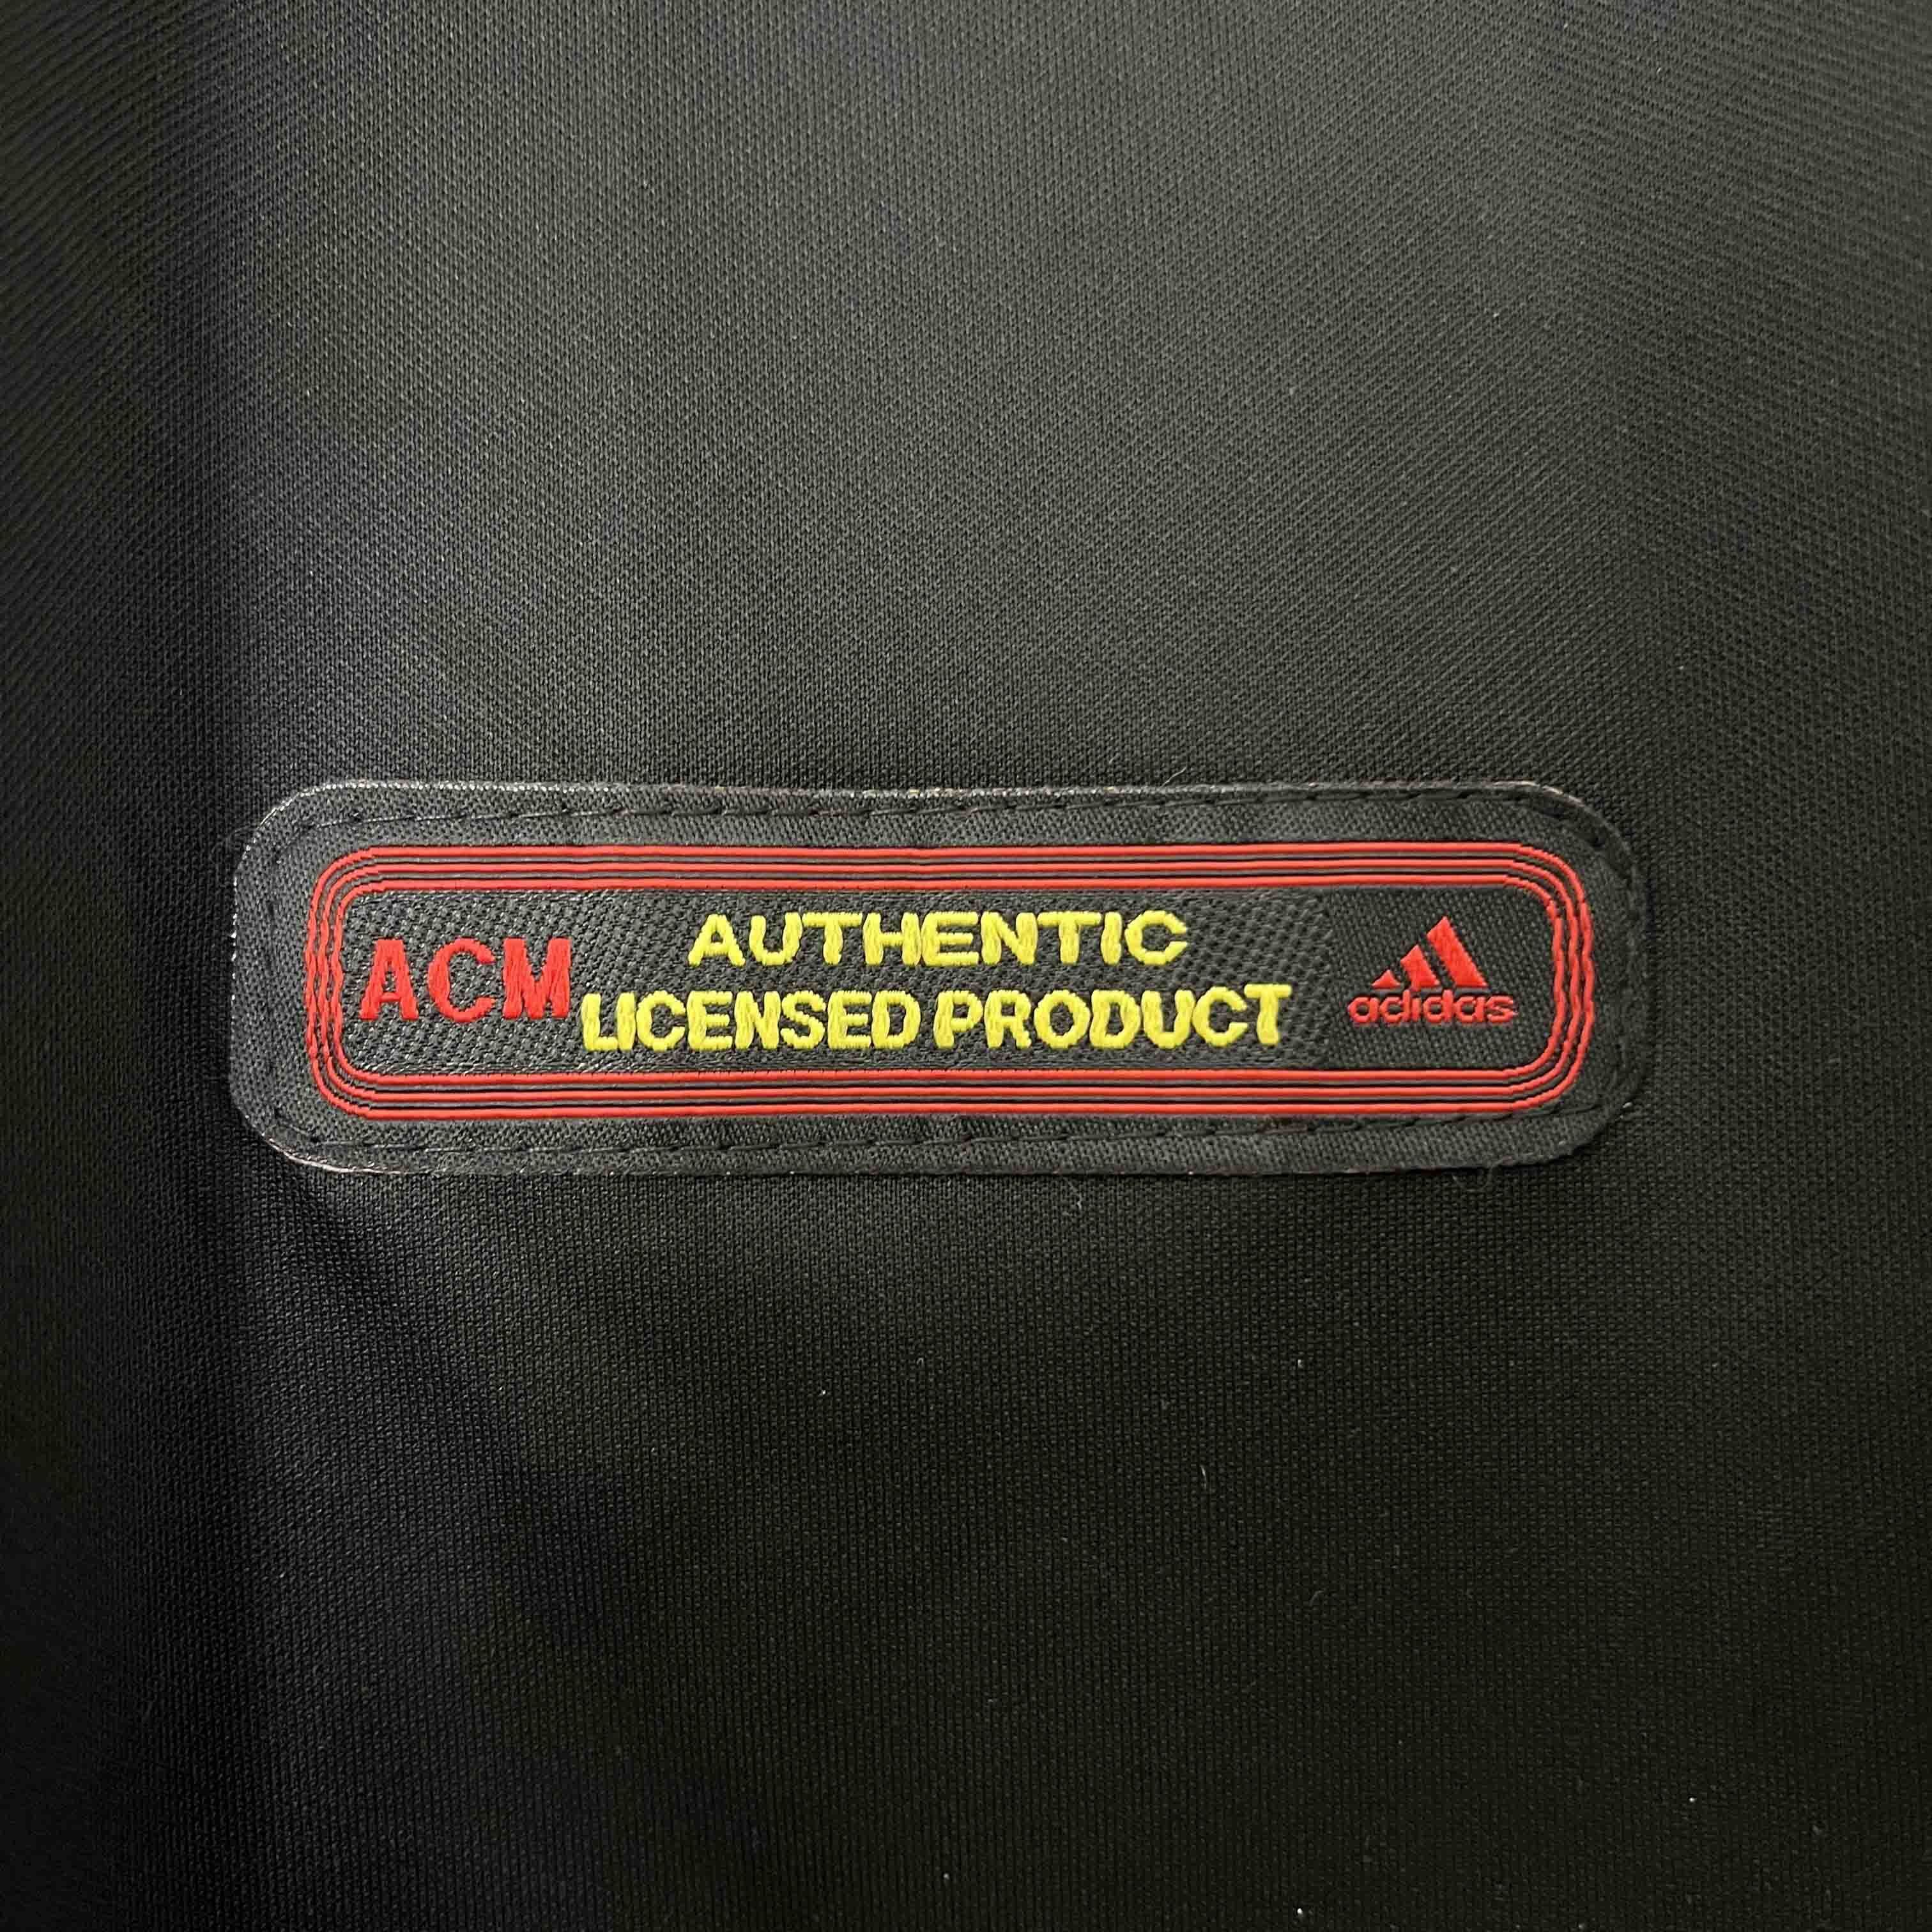 ACM
AUTHENTIC
LICENSED PRODUCT
adidas